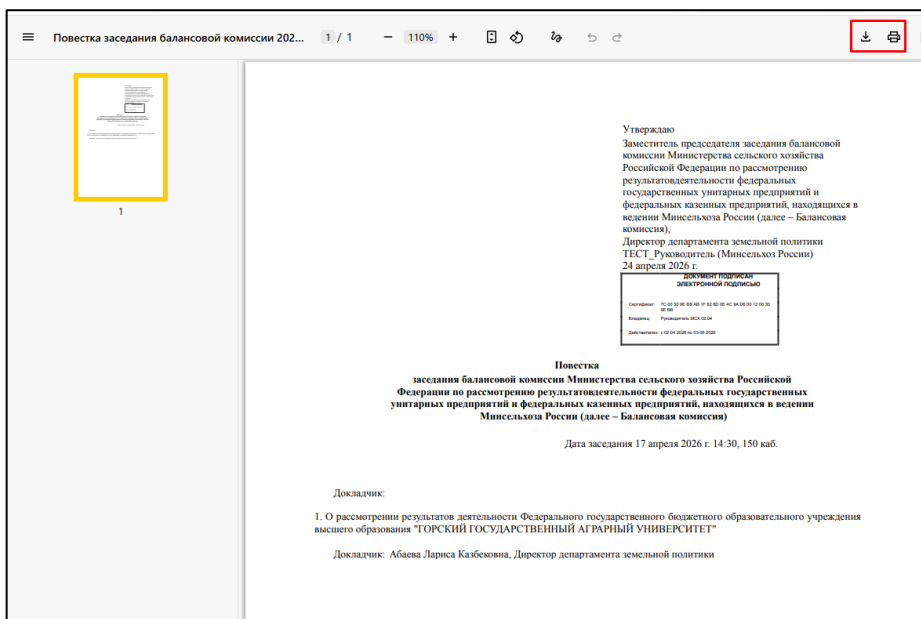 Повестка заседания балансовой комиссии 202... 1 / 1 110%
1
Утверждаю
Заместитель председателя заседания балансовой
комиссии Министерства сельского хозяйства
Российской Федерации по рассмотрению
результатовдеятельности федеральных
государственных унитарных предприятий и
федеральных казенных предприятий, находящихся в
ведении Минсельхоза России (далее – Балансовая
комиссия),
Директор департамента земельной политики
ТЕСТ_Руководитель (Минсельхоз России)
24 апреля 2026 г.
ДОКУМЕНТ ПОДПИСАН
ЭЛЕКТРОННОЙ ПОДПИСЬЮ
Сертификат:
Владелец: Руководитель МСХ 02.04
Действителен: с 02.04.2026 по 03.05.2026
Повестка
заседания балансовой комиссии Министерства сельского хозяйства Российской
Федерации по рассмотрению результатовдеятельности федеральных государственных
унитарных предприятий и федеральных казенных предприятий, находящихся в ведении
Минсельхоза России (далее – Балансовая комиссия)
Дата заседания 17 апреля 2026 г. 14:30, 150 каб.
Докладчик:
1. О рассмотрении результатов деятельности Федерального государственного бюджетного образовательного учреждения
высшего образования "ГОРСКИЙ ГОСУДАРСТВЕННЫЙ АГРАРНЫЙ УНИВЕРСИТЕТ"
Докладчик: Абаева Лариса Казбековна, Директор департамента земельной политики